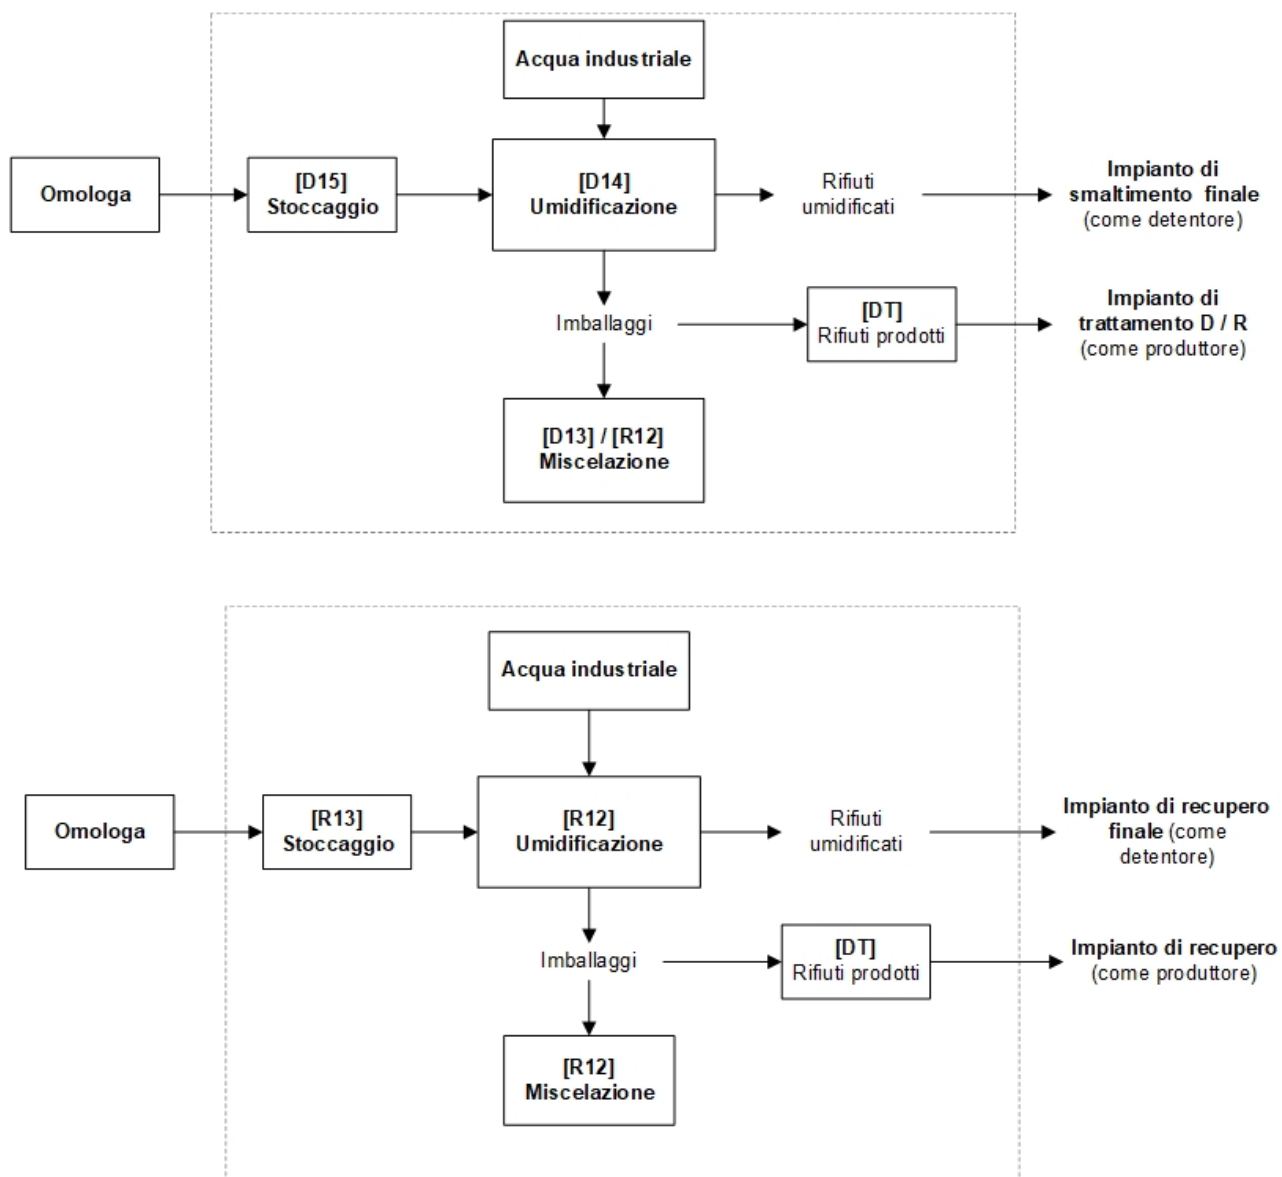 Acqua industriale
Omologa
[D15]
Stoccaggio
[D14]
Umidificazione
Rifiuti
umidificati
Impianto di
smaltimento finale
(come detentore)
Imballaggi
[DT]
Rifiuti prodotti
Impianto di
trattamento D / R
(come produttore)
[D13] / [R12]
Miscelazione
Acqua industriale
Omologa
[R13]
Stoccaggio
[R12]
Umidificazione
Rifiuti
umidificati
Impianto di recupero
finale (come
detentore)
Imballaggi
[DT]
Rifiuti prodotti
Impianto di recupero
(come produttore)
[R12]
Miscelazione